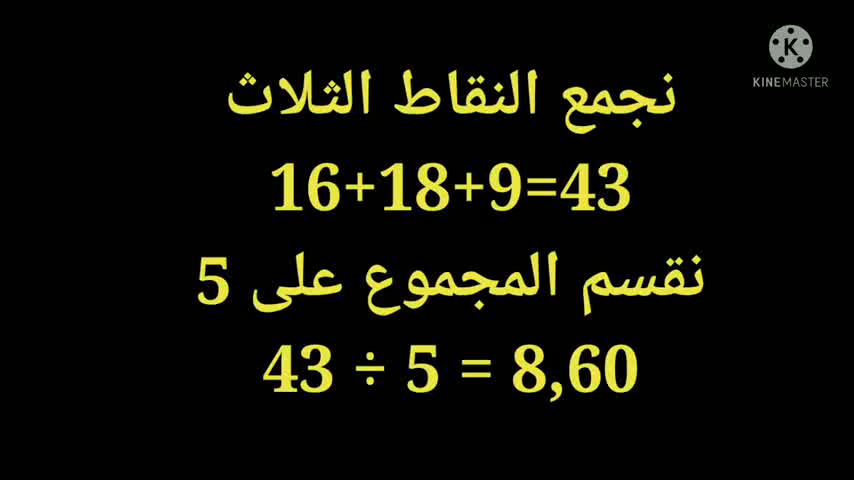 K
KINEMASTER
نجمع النقاط الثلاث
16+18+9=43
نقسم المجموع على 5
43 ÷ 5 = 8,60